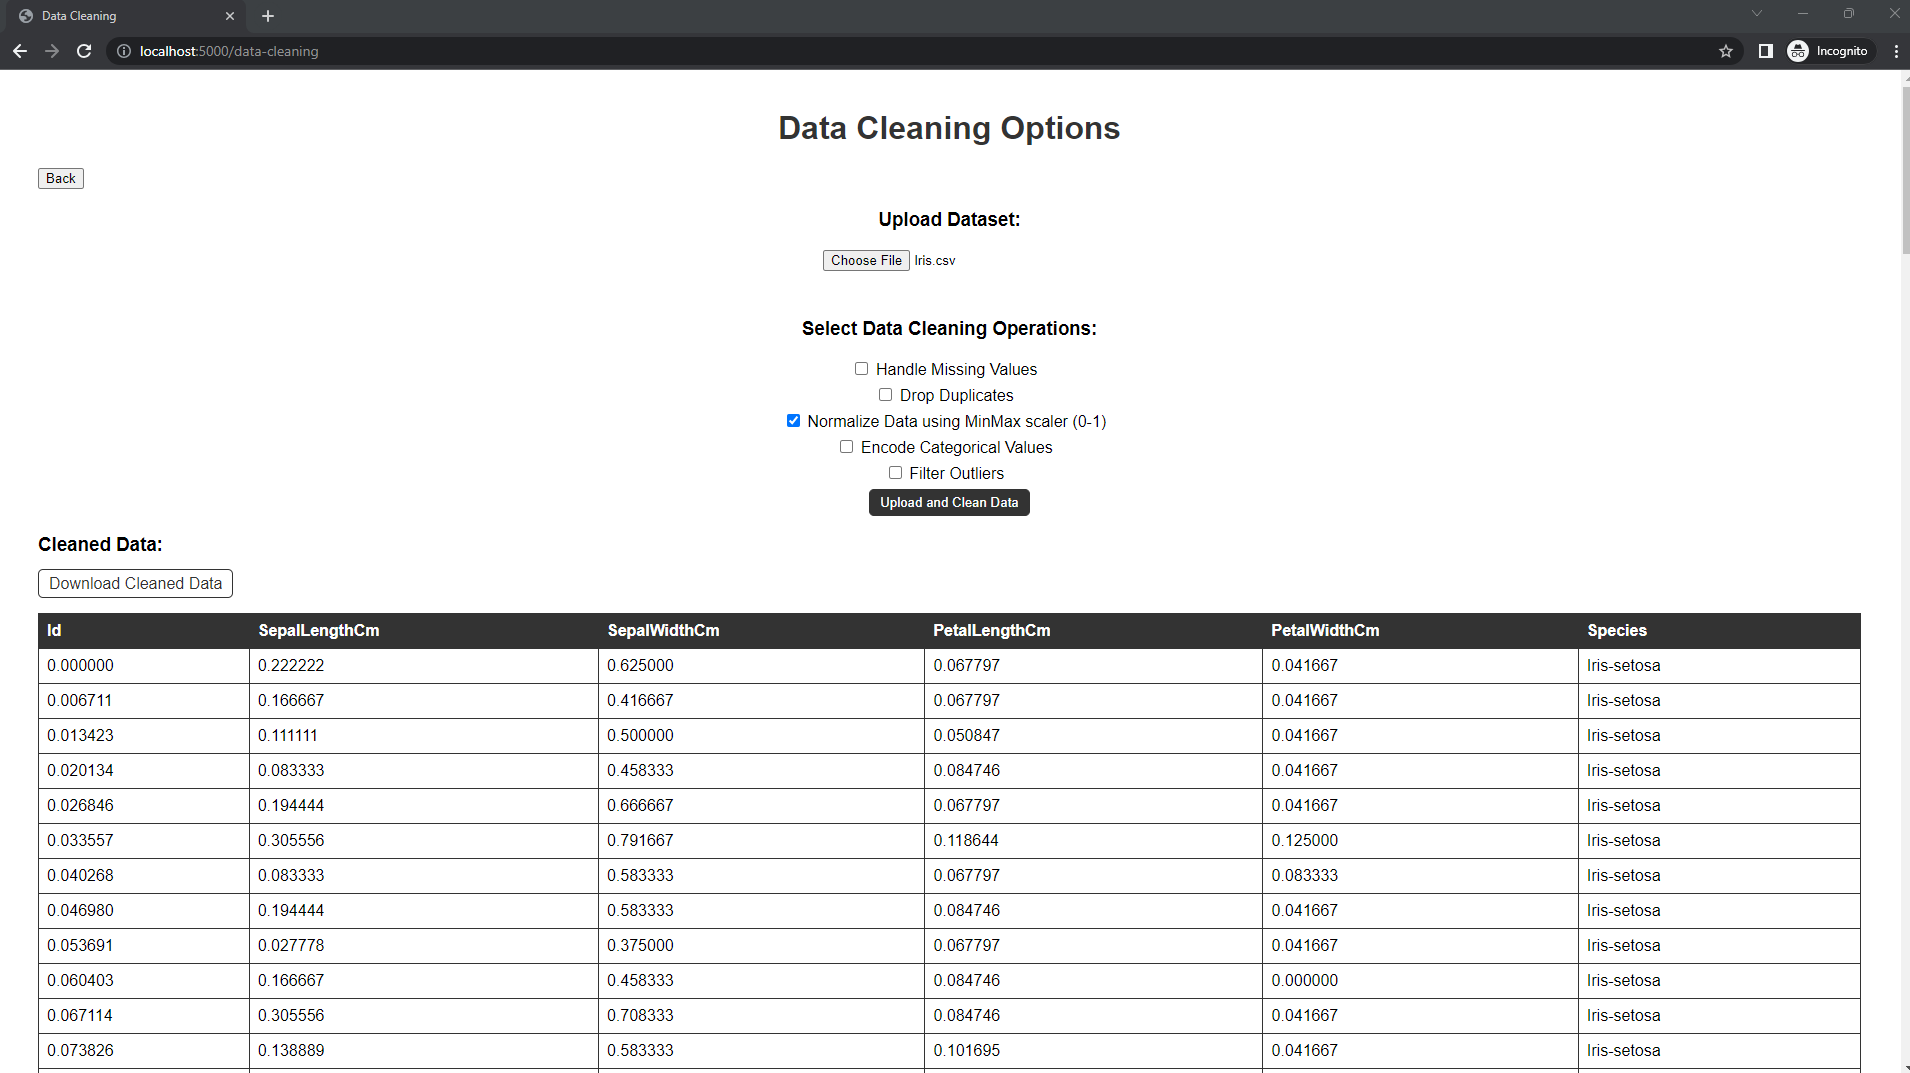 Data Cleaning
localhost:5000/data-cleaning
Incognito
Data Cleaning Options
Back
Upload Dataset:
Choose File Iris.csv
Select Data Cleaning Operations:
Handle Missing Values
Drop Duplicates
Normalize Data using MinMax scaler (0-1)
Encode Categorical Values
Filter Outliers
Upload and Clean Data
Cleaned Data:
Download Cleaned Data
Id SepalLengthCm SepalWidthCm PetalLengthCm PetalWidthCm Species
0.000000 0.222222 0.625000 0.067797 0.041667 Iris-setosa
0.006711 0.166667 0.416667 0.067797 0.041667 Iris-setosa
0.013423 0.111111 0.500000 0.050847 0.041667 Iris-setosa
0.020134 0.083333 0.458333 0.084746 0.041667 Iris-setosa
0.026846 0.194444 0.666667 0.067797 0.041667 Iris-setosa
0.033557 0.305556 0.791667 0.118644 0.125000 Iris-setosa
0.040268 0.083333 0.583333 0.067797 0.083333 Iris-setosa
0.046980 0.194444 0.583333 0.084746 0.041667 Iris-setosa
0.053691 0.027778 0.375000 0.067797 0.041667 Iris-setosa
0.060403 0.166667 0.458333 0.084746 0.000000 Iris-setosa
0.067114 0.305556 0.708333 0.084746 0.041667 Iris-setosa
0.073826 0.138889 0.583333 0.101695 0.041667 Iris-setosa